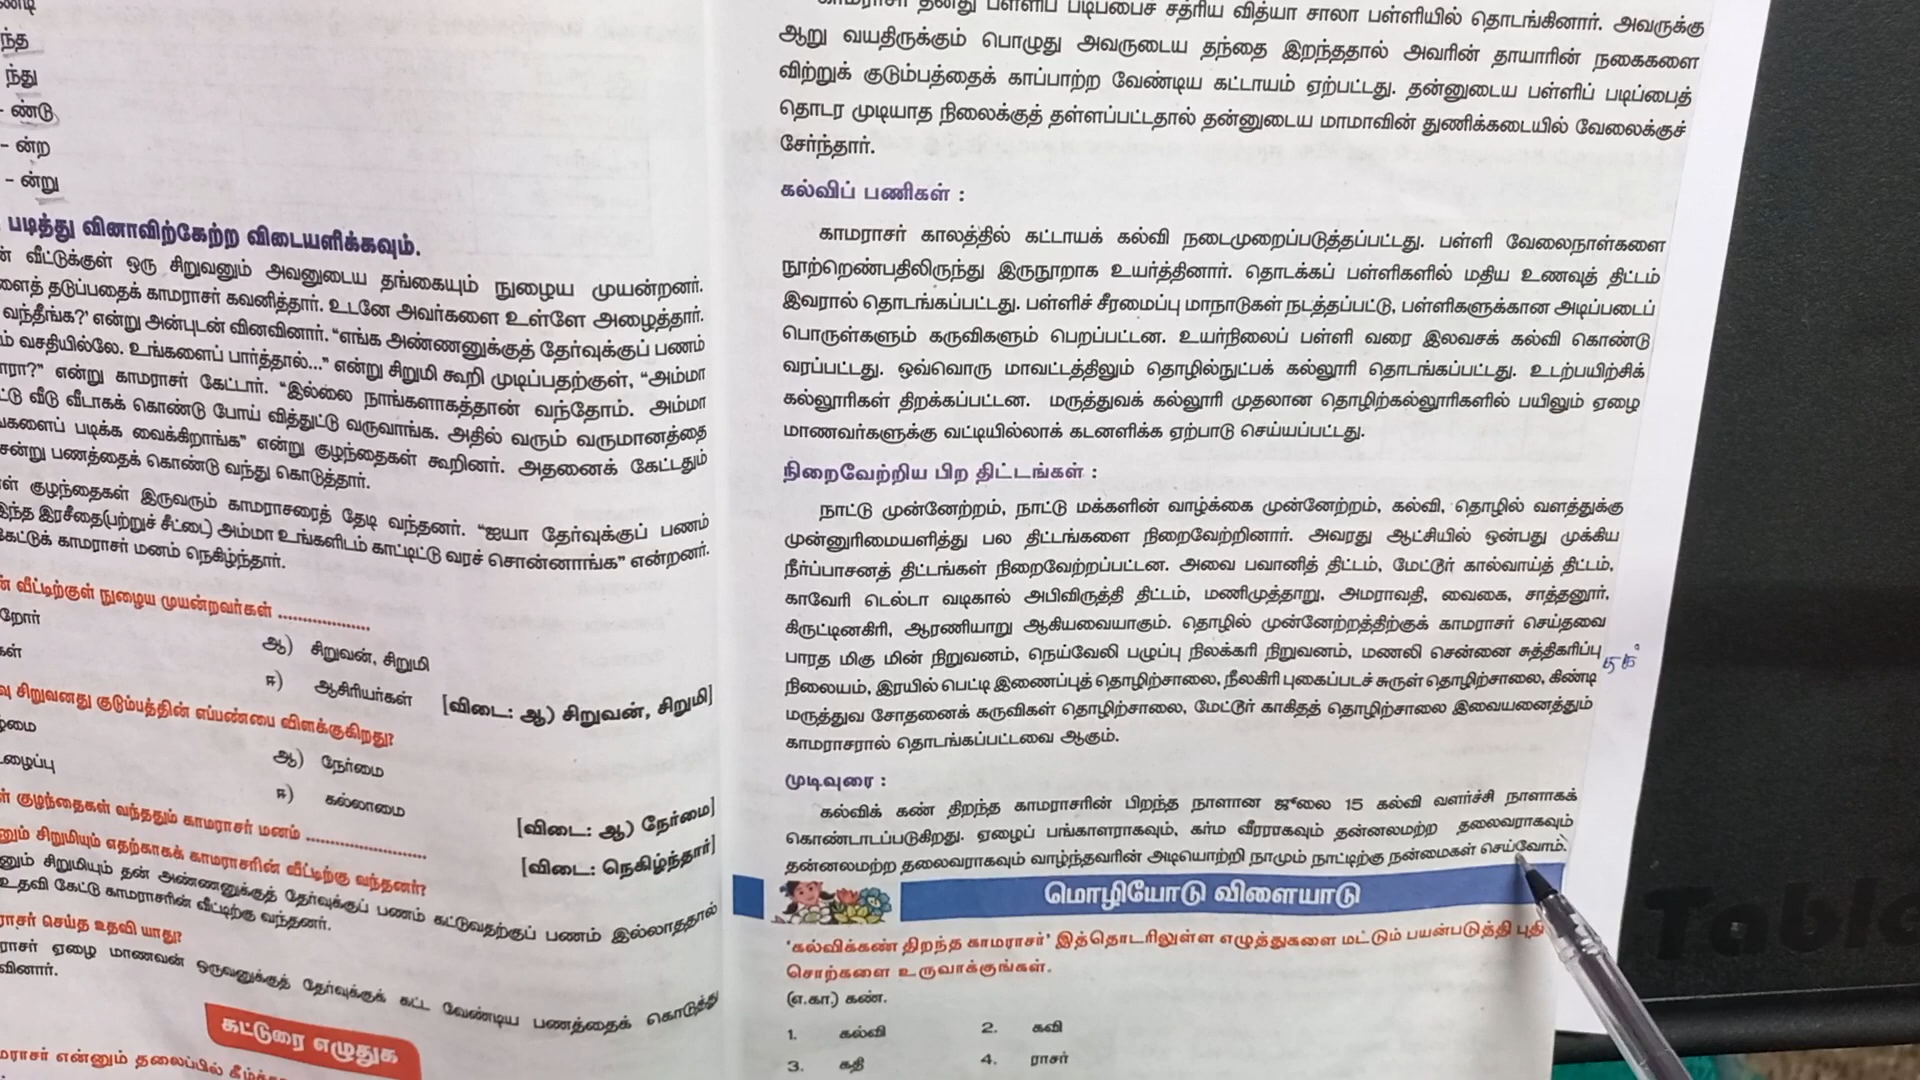 ந்த
ந்து
- ண்டு
- ன்ற
- ன்று
படித்து வினாவிற்கேற்ற விடையளிக்கவும்.
வீட்டுக்குள் ஒரு சிறுவனும் அவனுடைய தங்கையும் நுழைய முயன்றனர்.
தடுப்பதைக் காமராசர் கவனித்தார். உடனே அவர்களை உள்ளே அழைத்தார்.
வந்தீங்க?' என்று அன்புடன் வினவினார். “எங்க அண்ணனுக்குத் தேர்வுக்குப் பணம்
வசதியில்லே. உங்களைப் பார்த்தால்...” என்று சிறுமி கூறி முடிப்பதற்குள், “அம்மா
என்று காமராசர் கேட்டார். “இல்லை நாங்களாகத்தான் வந்தோம். அம்மா
வீடு வீடாகக் கொண்டு போய் வித்துட்டு வருவாங்க. அதில் வரும் வருமானத்தை
படிக்க வைக்கிறாங்க” என்று குழந்தைகள் கூறினர். அதனைக் கேட்டதும்
சென்று பணத்தைக் கொண்டு வந்து கொடுத்தார்.
குழந்தைகள் இருவரும் காமராசரைத் தேடி வந்தனர். “ஐயா தேர்வுக்குப் பணம்
இந்த இரசீதை(பற்றுச் சீட்டை) அம்மா உங்களிடம் காட்டிட்டு வரச் சொன்னாங்க” என்றனர்.
கேட்டுக் காமராசர் மனம் நெகிழ்ந்தார்.
வீட்டிற்குள் நுழைய முயன்றவர்கள் ...................
ஆ) சிறுவன், சிறுமி
ஈ) ஆசிரியர்கள்
[விடை: ஆ) சிறுவன், சிறுமி]
சிறுவனது குடும்பத்தின் எப்பண்பை விளக்குகிறது?
ஆ) நேர்மை
ஈ) கல்லாமை
[விடை: ஆ) நேர்மை]
குழந்தைகள் வந்ததும் காமராசர் மனம் ........................
[விடை: நெகிழ்ந்தார்]
சிறுமியும் எதற்காகக் காமராசரின் வீட்டிற்கு வந்தனர்?
சிறுமியும் தன் அண்ணனுக்குத் தேர்வுக்குப் பணம் கட்டுவதற்குப் பணம் இல்லாததால்
உதவி கேட்டு காமராசரின் வீட்டிற்கு வந்தனர்.
செய்த உதவி யாது?
ஏழை மாணவன் ஒருவனுக்குத் தேர்வுக்குக் கட்ட வேண்டிய பணத்தைக் கொடுத்து
கட்டுரை எழுதுக
என்னும் தலைப்பில்
காமராசர் தனது பள்ளிப் படிப்பைச் சத்ரிய வித்யா சாலா பள்ளியில் தொடங்கினார். அவருக்கு
ஆறு வயதிருக்கும் பொழுது அவருடைய தந்தை இறந்ததால் அவரின் தாயாரின் நகைகளை
விற்றுக் குடும்பத்தைக் காப்பாற்ற வேண்டிய கட்டாயம் ஏற்பட்டது. தன்னுடைய பள்ளிப் படிப்பைத்
தொடர முடியாத நிலைக்குத் தள்ளப்பட்டதால் தன்னுடைய மாமாவின் துணிக்கடையில் வேலைக்குச்
சேர்ந்தார்.
கல்விப் பணிகள் :
காமராசர் காலத்தில் கட்டாயக் கல்வி நடைமுறைப்படுத்தப்பட்டது. பள்ளி வேலைநாள்களை
நூற்றெண்பதிலிருந்து இருநூறாக உயர்த்தினார். தொடக்கப் பள்ளிகளில் மதிய உணவுத் திட்டம்
இவரால் தொடங்கப்பட்டது. பள்ளிச் சீரமைப்பு மாநாடுகள் நடத்தப்பட்டு, பள்ளிகளுக்கான அடிப்படைப்
பொருள்களும் கருவிகளும் பெறப்பட்டன. உயர்நிலைப் பள்ளி வரை இலவசக் கல்வி கொண்டு
வரப்பட்டது. ஒவ்வொரு மாவட்டத்திலும் தொழில்நுட்பக் கல்லூரி தொடங்கப்பட்டது. உடற்பயிற்சிக்
கல்லூரிகள் திறக்கப்பட்டன. மருத்துவக் கல்லூரி முதலான தொழிற்கல்லூரிகளில் பயிலும் ஏழை
மாணவர்களுக்கு வட்டியில்லாக் கடனளிக்க ஏற்பாடு செய்யப்பட்டது.
நிறைவேற்றிய பிற திட்டங்கள் :
நாட்டு முன்னேற்றம், நாட்டு மக்களின் வாழ்க்கை முன்னேற்றம், கல்வி, தொழில் வளத்துக்கு
முன்னுரிமையளித்து பல திட்டங்களை நிறைவேற்றினார். அவரது ஆட்சியில் ஒன்பது முக்கிய
நீர்ப்பாசனத் திட்டங்கள் நிறைவேற்றப்பட்டன. அவை பவானித் திட்டம், மேட்டூர் கால்வாய்த் திட்டம்,
காவேரி டெல்டா வடிகால் அபிவிருத்தி திட்டம், மணிமுத்தாறு, அமராவதி, வைகை, சாத்தனூர்,
கிருட்டினகிரி, ஆரணியாறு ஆகியவையாகும். தொழில் முன்னேற்றத்திற்குக் காமராசர் செய்தவை
பாரத மிகு மின் நிறுவனம், நெய்வேலி பழுப்பு நிலக்கரி நிறுவனம், மணலி சென்னை சுத்திகரிப்பு
நிலையம், இரயில் பெட்டி இணைப்புத் தொழிற்சாலை, நீலகிரி புகைப்படச் சுருள் தொழிற்சாலை, கிண்டி
மருத்துவ சோதனைக் கருவிகள் தொழிற்சாலை, மேட்டூர் காகிதத் தொழிற்சாலை இவையனைத்தும்
காமராசரால் தொடங்கப்பட்டவை ஆகும்.
முடிவுரை :
கல்விக் கண் திறந்த காமராசரின் பிறந்த நாளான ஜூலை 15 கல்வி வளர்ச்சி நாளாகக்
கொண்டாடப்படுகிறது. ஏழைப் பங்காளராகவும், கர்ம வீரராகவும் தன்னலமற்ற தலைவராகவும்
தன்னலமற்ற தலைவராகவும் வாழ்ந்தவரின் அடியொற்றி நாமும் நாட்டிற்கு நன்மைகள் செய்வோம்.
மொழியோடு விளையாடு
‘கல்விக்கண் திறந்த காமராசர்’ இத்தொடரிலுள்ள எழுத்துகளை மட்டும் பயன்படுத்தி
சொற்களை உருவாக்குங்கள்.
(எ.கா.) கண்.
1. கல்வி 2. கவி
3. கதி 4. ராசர்